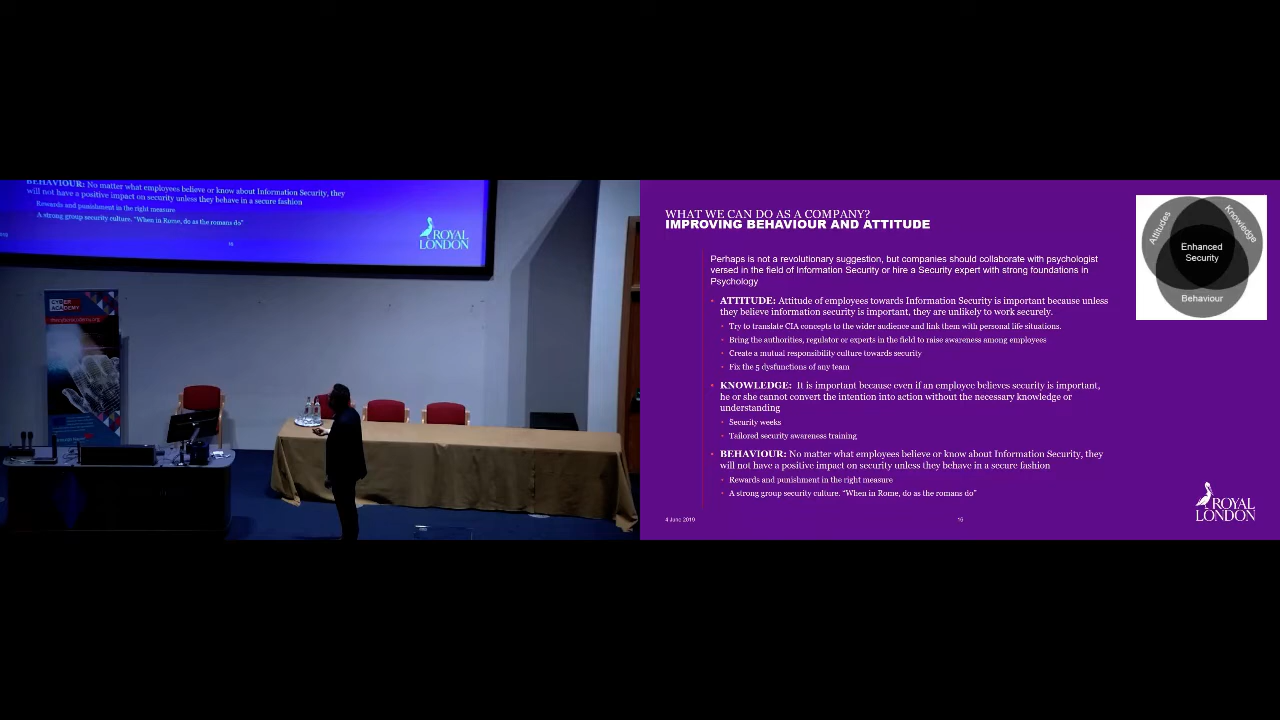 BEHAVIOUR: No matter what employees believe or know about Information Security, they
will not have a positive impact on security unless they behave in a secure fashion
Rewards and punishment in the right measure
A strong group security culture. "When in Rome, do as the romans do"
16
ROYAL
LONDON
WHAT WE CAN DO AS A COMPANY?
IMPROVING BEHAVIOUR AND ATTITUDE
Perhaps is not a revolutionary suggestion, but companies should collaborate with psychologist
versed in the field of Information Security or hire a Security expert with strong foundations in
Psychology
• ATTITUDE: Attitude of employees towards Information Security is important because unless
they believe information security is important, they are unlikely to work securely.
• Try to translate CIA concepts to the wider audience and link them with personal life situations.
• Bring the authorities, regulator or experts in the field to raise awareness among employees
• Create a mutual responsibility culture towards security
• Fix the 5 dysfunctions of any team
• KNOWLEDGE: It is important because even if an employee believes security is important,
he or she cannot convert the intention into action without the necessary knowledge or
understanding
• Security weeks
• Tailored security awareness training
• BEHAVIOUR: No matter what employees believe or know about Information Security, they
will not have a positive impact on security unless they behave in a secure fashion
• Rewards and punishment in the right measure
• A strong group security culture. "When in Rome, do as the romans do"
Attitudes
Knowledge
Enhanced
Security
Behaviour
4 June 2019
16
ROYAL
LONDON